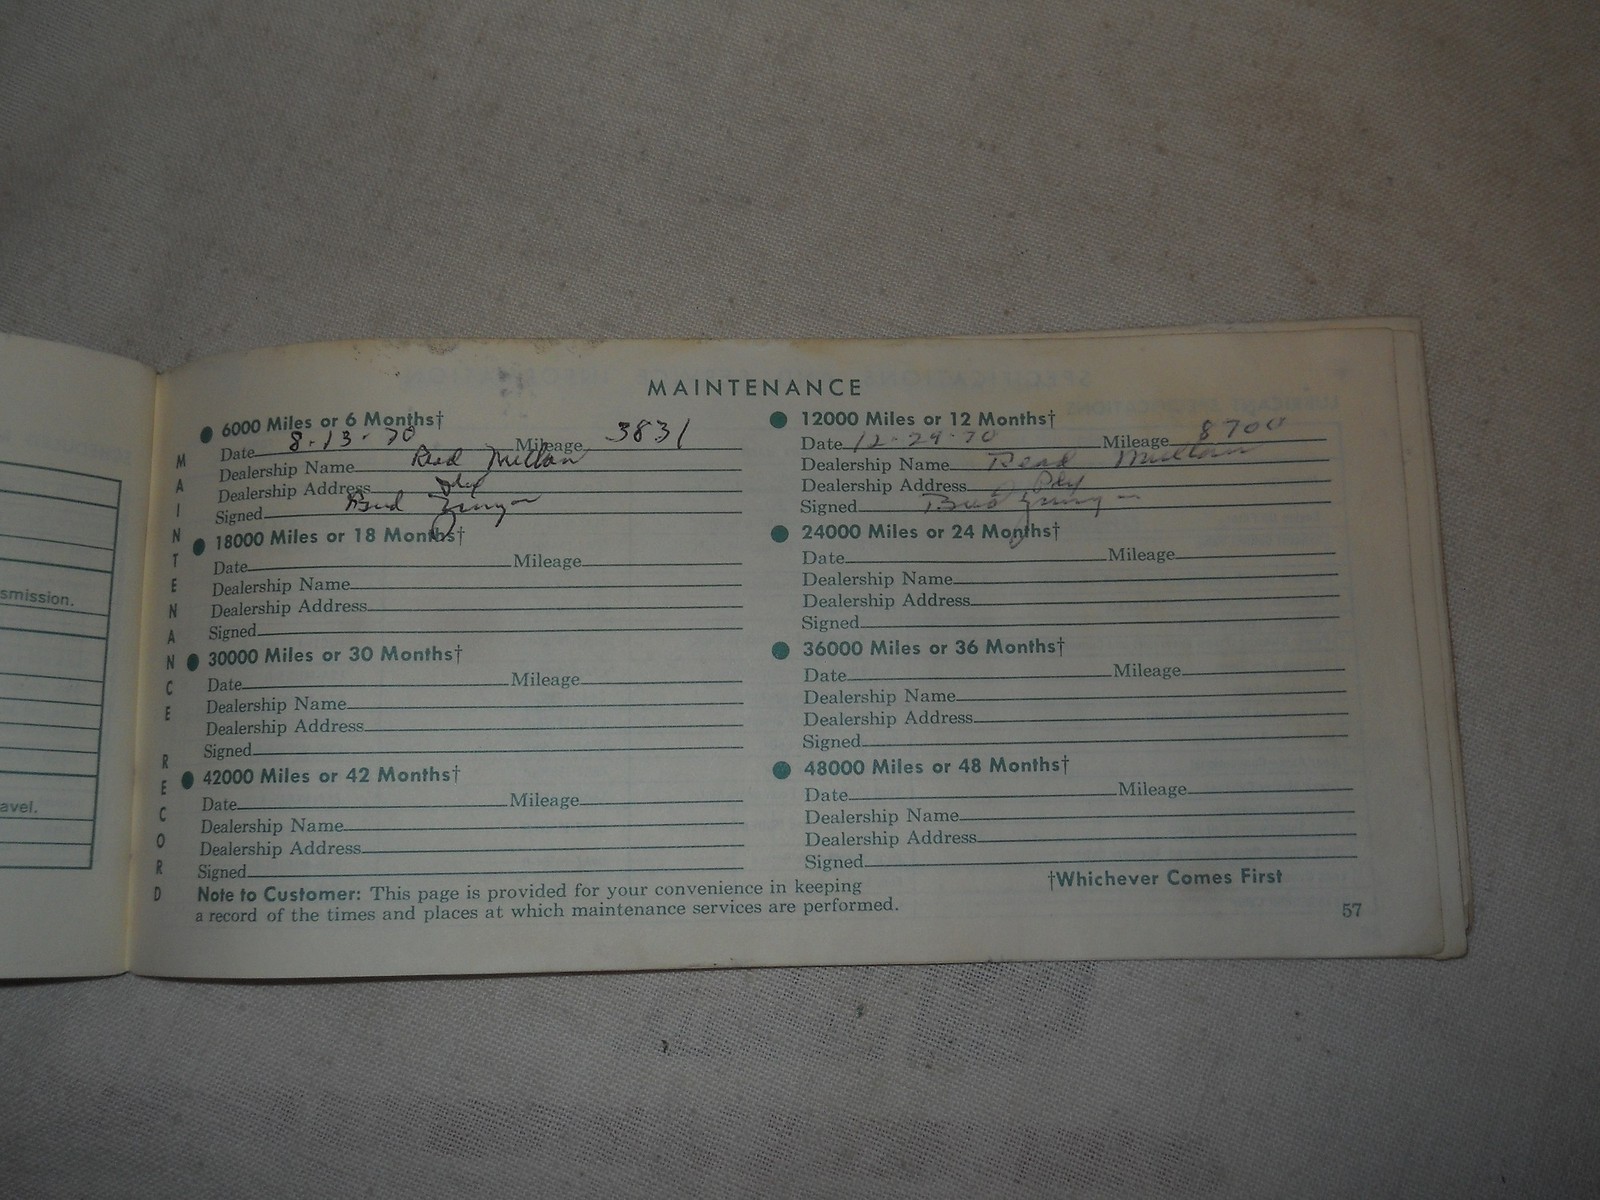 MAINTENANCE
6000 Miles or 6 Months†
Date 8-13-70 Mileage 3831
Dealership Name Read Mullan
Dealership Address
Signed Bud
12000 Miles or 12 Months†
Date 12-29-70 Mileage 8700
Dealership Name Read Mullan
Dealership Address Ply
Signed Bud
18000 Miles or 18 Months†
Date Mileage
Dealership Name
Dealership Address
Signed
24000 Miles or 24 Months†
Date Mileage
Dealership Name
Dealership Address
Signed
30000 Miles or 30 Months†
Date Mileage
Dealership Name
Dealership Address
Signed
36000 Miles or 36 Months†
Date Mileage
Dealership Name
Dealership Address
Signed
42000 Miles or 42 Months†
Date Mileage
Dealership Name
Dealership Address
Signed
48000 Miles or 48 Months†
Date Mileage
Dealership Name
Dealership Address
Signed
†Whichever Comes First
Note to Customer: This page is provided for your convenience in keeping
a record of the times and places at which maintenance services are performed.
57
MAINTENANCE RECORD
smission.
avel.